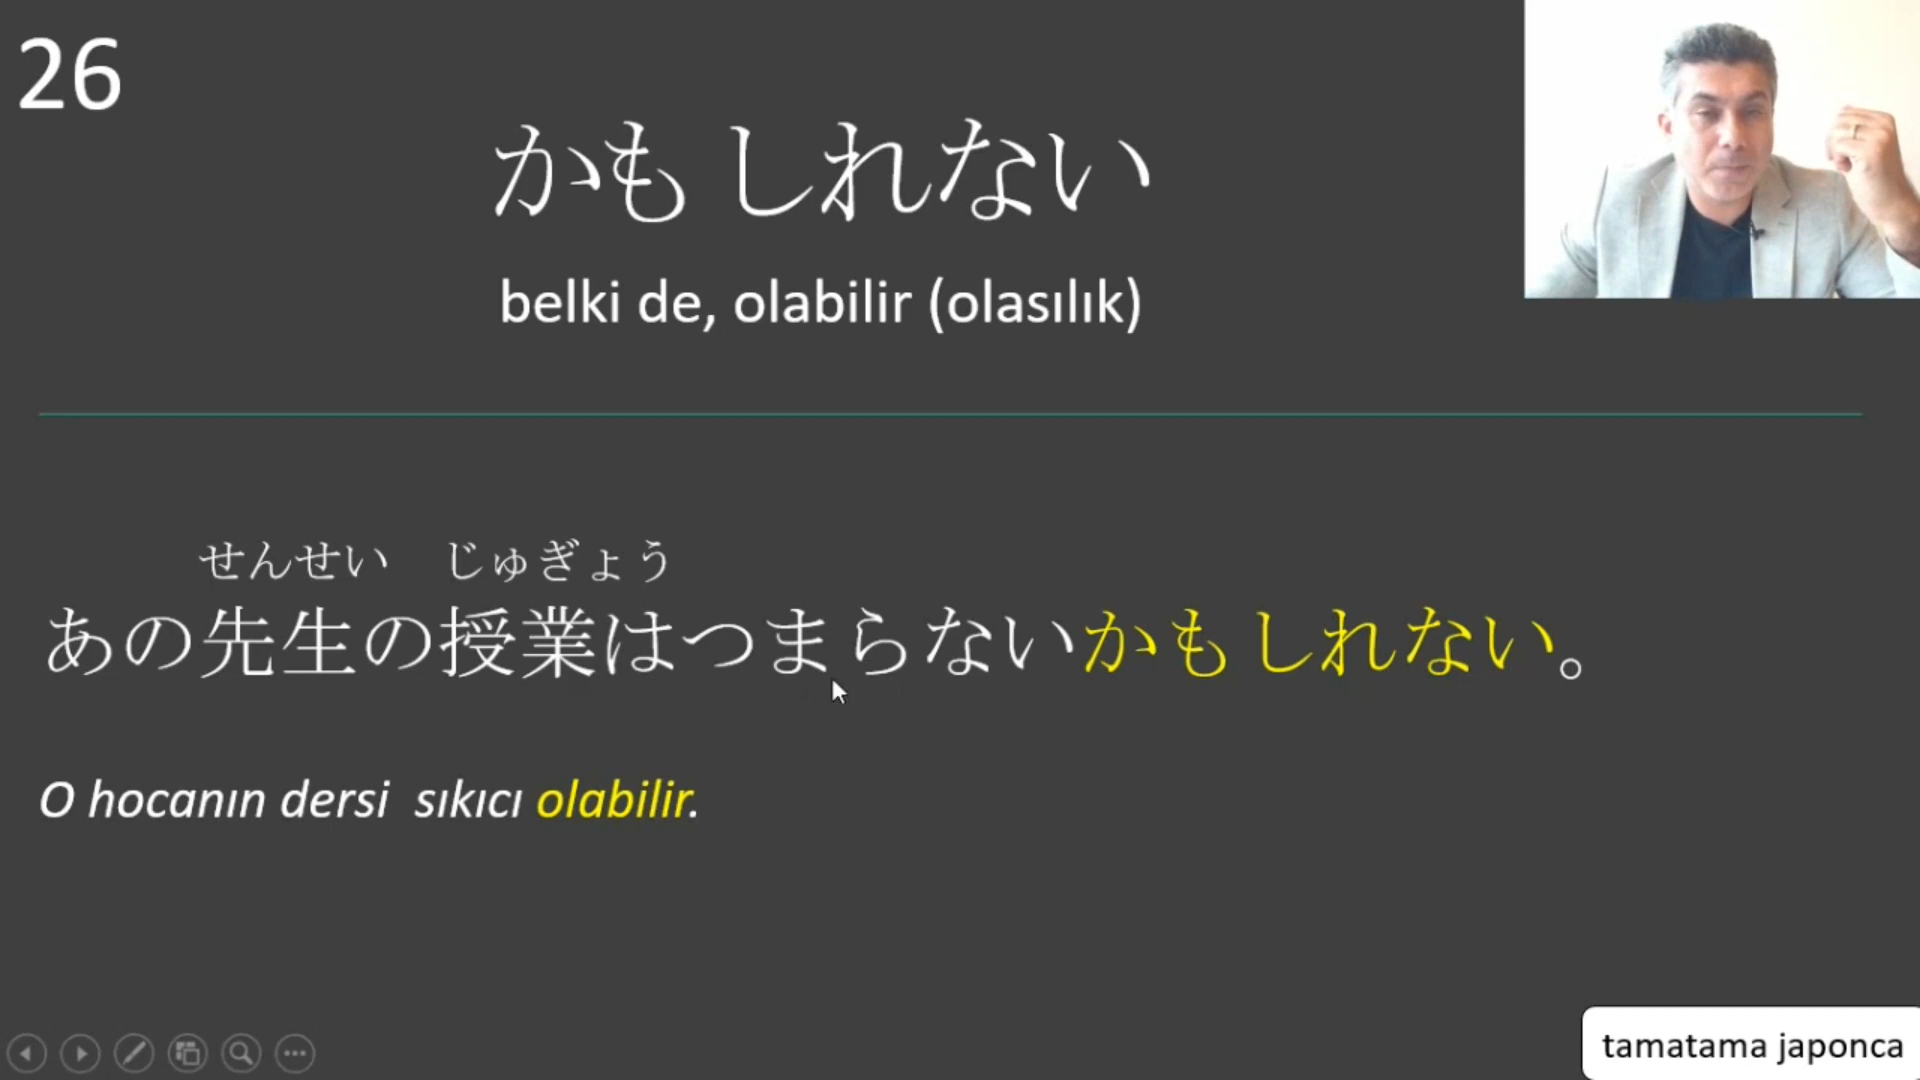 26
かもしれない
belki de, olabilir (olasılık)
せんせい じゅぎょう
あの先生の授業はつまらないかもしれない。
O hocanın dersi sıkıcı olabilir.
tamatama japonca